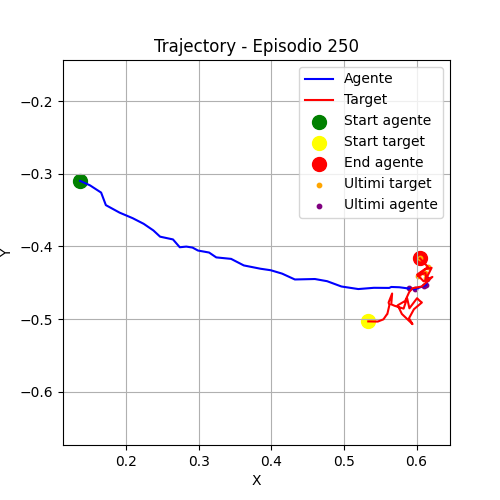 Trajectory - Episodio 250
Agente
Target
Start agente
Start target
End agente
Ultimi target
Ultimi agente
−0.2
−0.3
−0.4
−0.5
−0.6
Y
0.2 0.3 0.4 0.5 0.6
X